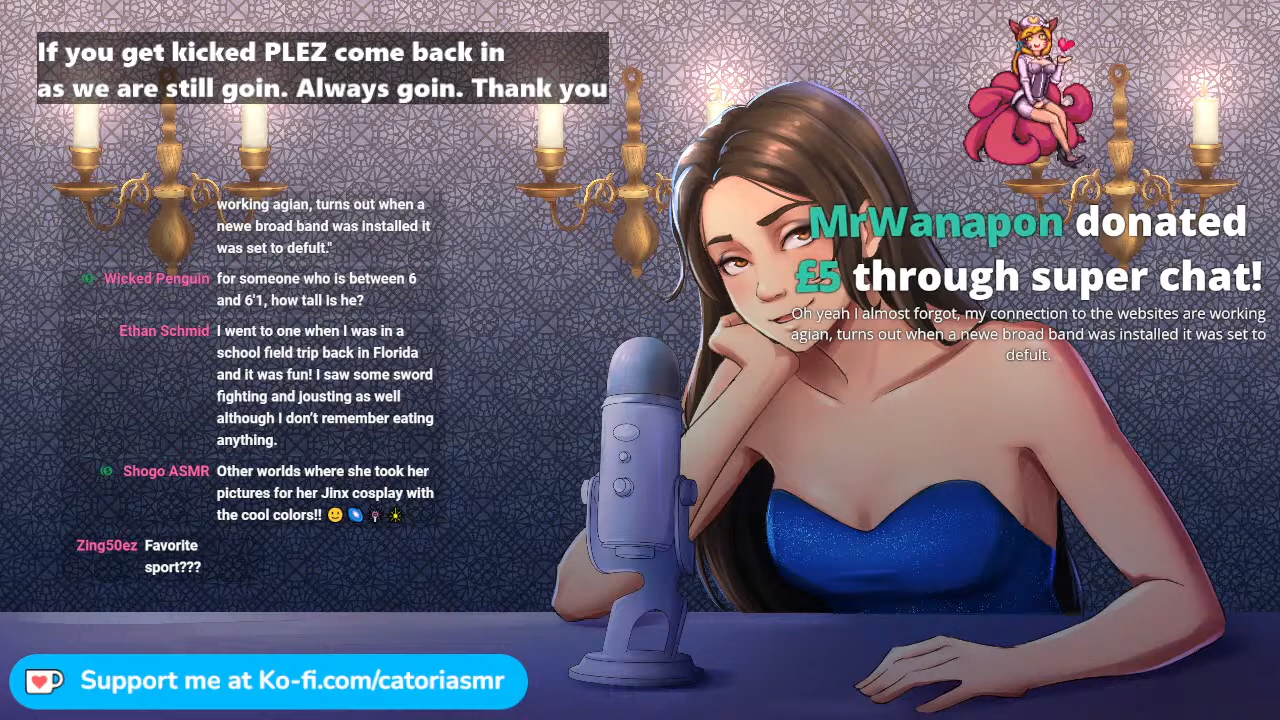 If you get kicked PLEZ come back in
as we are still goin. Always goin. Thank you
working agian, turns out when a
newe broad band was installed it
was set to defult."
Wicked Penguin for someone who is between 6
and 6'1, how tall is he?
Ethan Schmid I went to one when I was in a
school field trip back in Florida
and it was fun! I saw some sword
fighting and jousting as well
although I don't remember eating
anything.
Shogo ASMR Other worlds where she took her
pictures for her Jinx cosplay with
the cool colors!!
Zing50ez Favorite
sport???
MrWanapon donated
£5 through super chat!
Oh yeah I almost forgot, my connection to the websites are working
agian, turns out when a newe broad band was installed it was set to
defult.
Support me at Ko-fi.com/catoriasmr